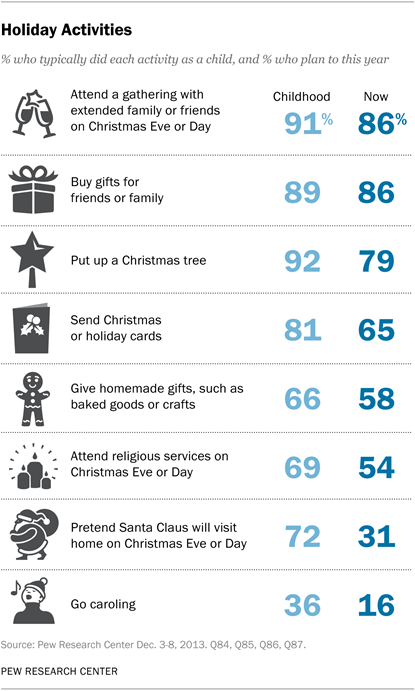 Holiday Activities
% who typically did each activity as a child, and % who plan to this year
Childhood Now
Attend a gathering with
extended family or friends
on Christmas Eve or Day
91% 86%
Buy gifts for
friends or family
89 86
Put up a Christmas tree
92 79
Send Christmas
or holiday cards
81 65
Give homemade gifts, such as
baked goods or crafts
66 58
Attend religious services on
Christmas Eve or Day
69 54
Pretend Santa Claus will visit
home on Christmas Eve or Day
72 31
Go caroling
36 16
Source: Pew Research Center Dec. 3-8, 2013. Q84, Q85, Q86, Q87.
PEW RESEARCH CENTER